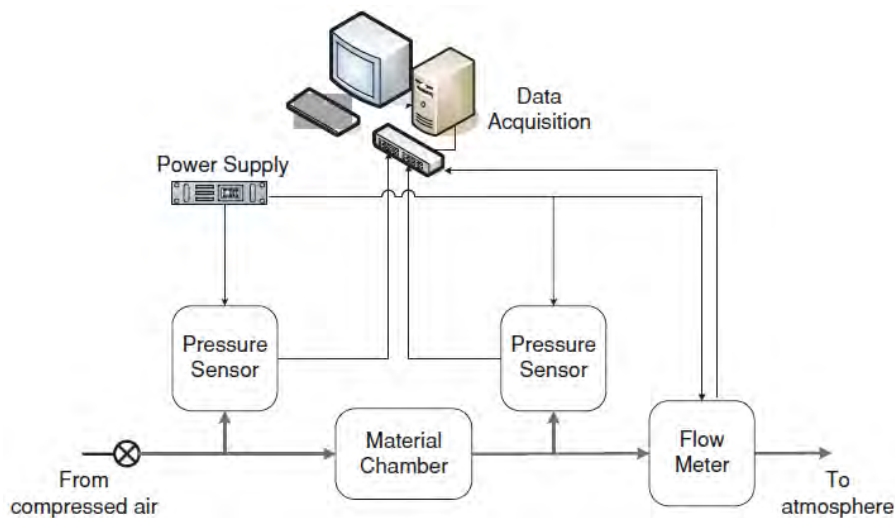 Data
Acquisition
Power Supply
Pressure
Sensor
Pressure
Sensor
Material
Chamber
Flow
Meter
From
compressed air
To
atmosphere